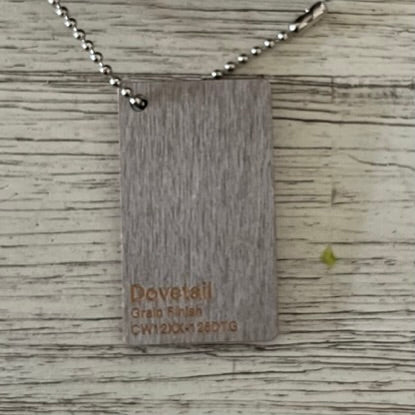 Dovetail
Grain Finish
CW12XX-126DTG